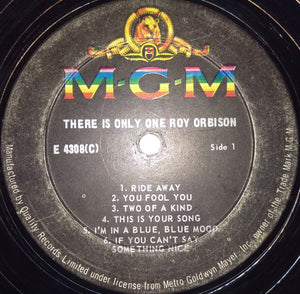 M-G-M
THERE IS ONLY ONE ROY ORBISON
E 4308(C)
Side 1
1. RIDE AWAY
2. YOU FOOL YOU
3. TWO OF A KIND
4. THIS IS YOUR SONG
5. I'M IN A BLUE, BLUE MOOD
6. IF YOU CAN'T SAY
SOMETHING NICE
Manufactured by Quality Records Limited under license from Metro Goldwyn Mayer, Inc. owner of the Trade Mark M.G.M.